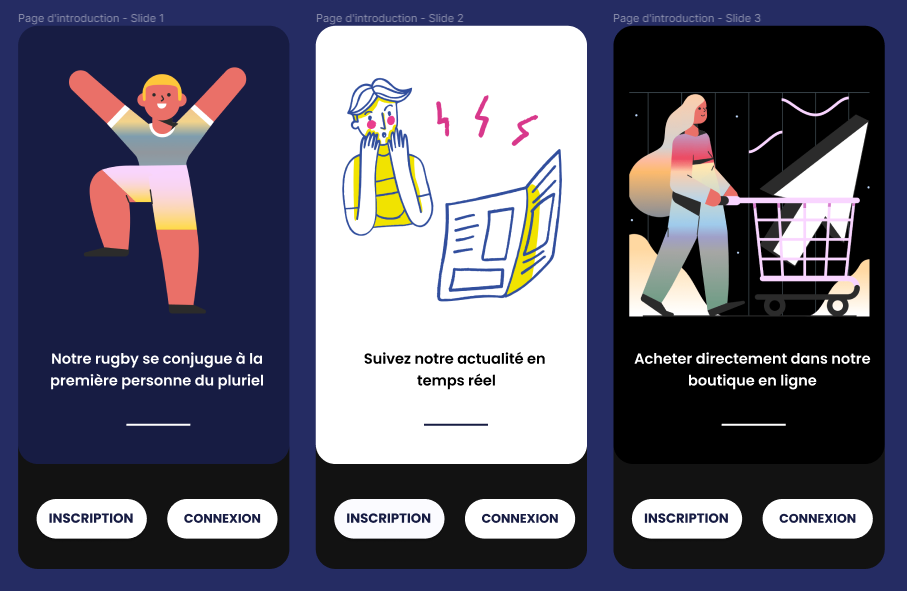 Page d'introduction - Slide 1
Notre rugby se conjugue à la
première personne du pluriel
INSCRIPTION
CONNEXION
Page d'introduction - Slide 2
Suivez notre actualité en
temps réel
INSCRIPTION
CONNEXION
Page d'introduction - Slide 3
Acheter directement dans notre
boutique en ligne
INSCRIPTION
CONNEXION